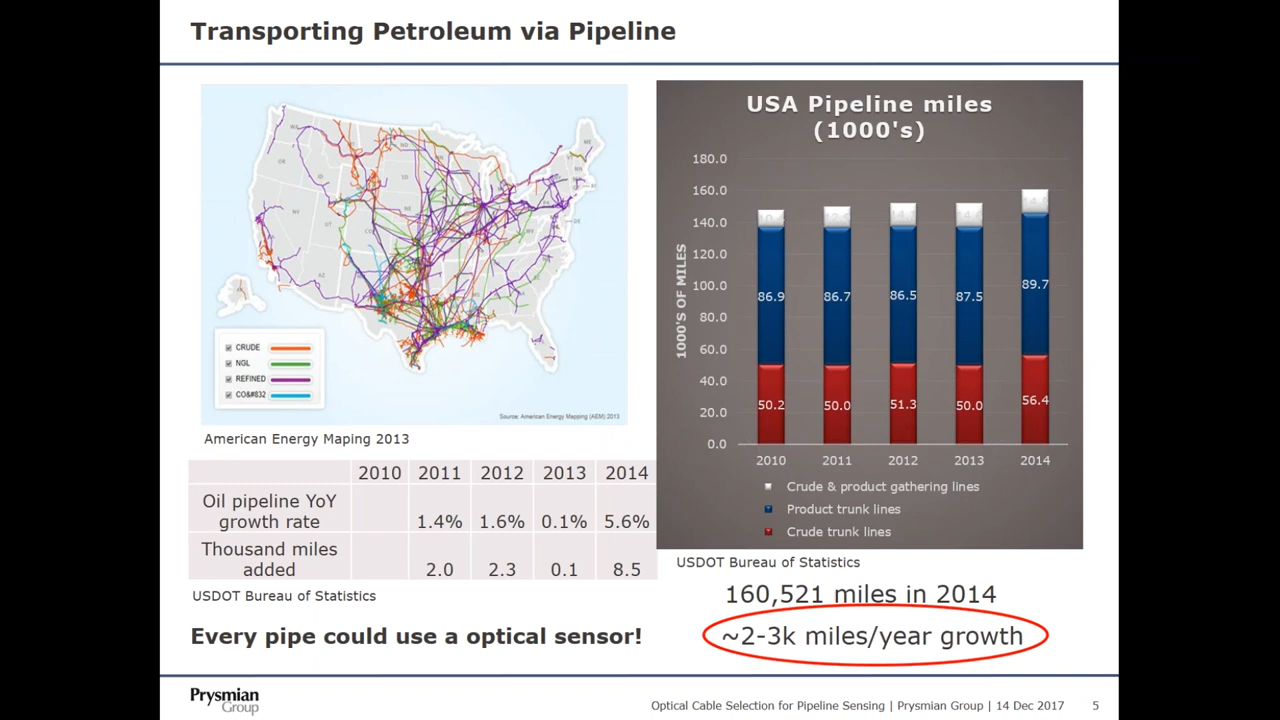 Transporting Petroleum via Pipeline
CRUDE
NGL
REFINED
CO&#832
Source: American Energy Mapping (AEM) 2013
American Energy Maping 2013
2010 2011 2012 2013 2014
Oil pipeline YoY
growth rate 1.4% 1.6% 0.1% 5.6%
Thousand miles
added 2.0 2.3 0.1 8.5
USDOT Bureau of Statistics
Every pipe could use a optical sensor!
USA Pipeline miles
(1000's)
1000'S OF MILES
180.0
160.0
140.0
120.0
100.0
80.0
60.0
40.0
20.0
0.0
86.9 86.7 86.5 87.5 89.7
50.2 50.0 51.3 50.0 56.4
2010 2011 2012 2013 2014
Crude & product gathering lines
Product trunk lines
Crude trunk lines
USDOT Bureau of Statistics
160,521 miles in 2014
~2-3k miles/year growth
Prysmian
Group
Optical Cable Selection for Pipeline Sensing | Prysmian Group | 14 Dec 2017 5